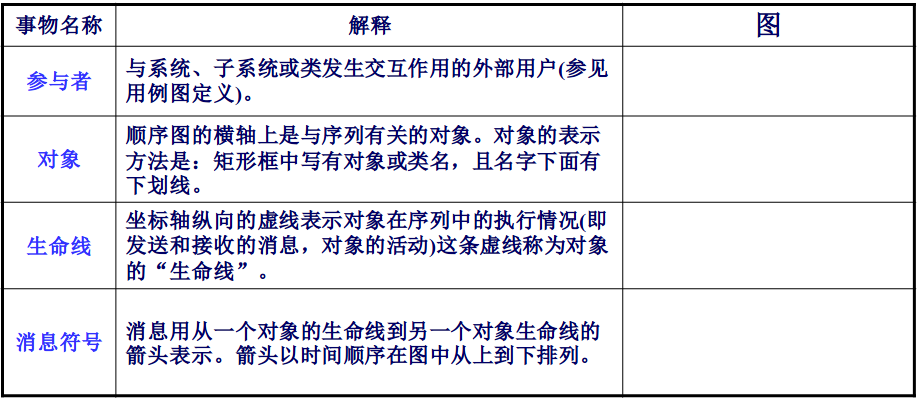 事物名称 解释 图
参与者
与系统、子系统或类发生交互作用的外部用户(参见
用例图定义)。
对象
顺序图的横轴上是与序列有关的对象。对象的表示
方法是：矩形框中写有对象或类名，且名字下面有
下划线。
生命线
坐标轴纵向的虚线表示对象在序列中的执行情况(即
发送和接收的消息，对象的活动)这条虚线称为对象
的“生命线”。
消息符号
消息用从一个对象的生命线到另一个对象生命线的
箭头表示。箭头以时间顺序在图中从上到下排列。